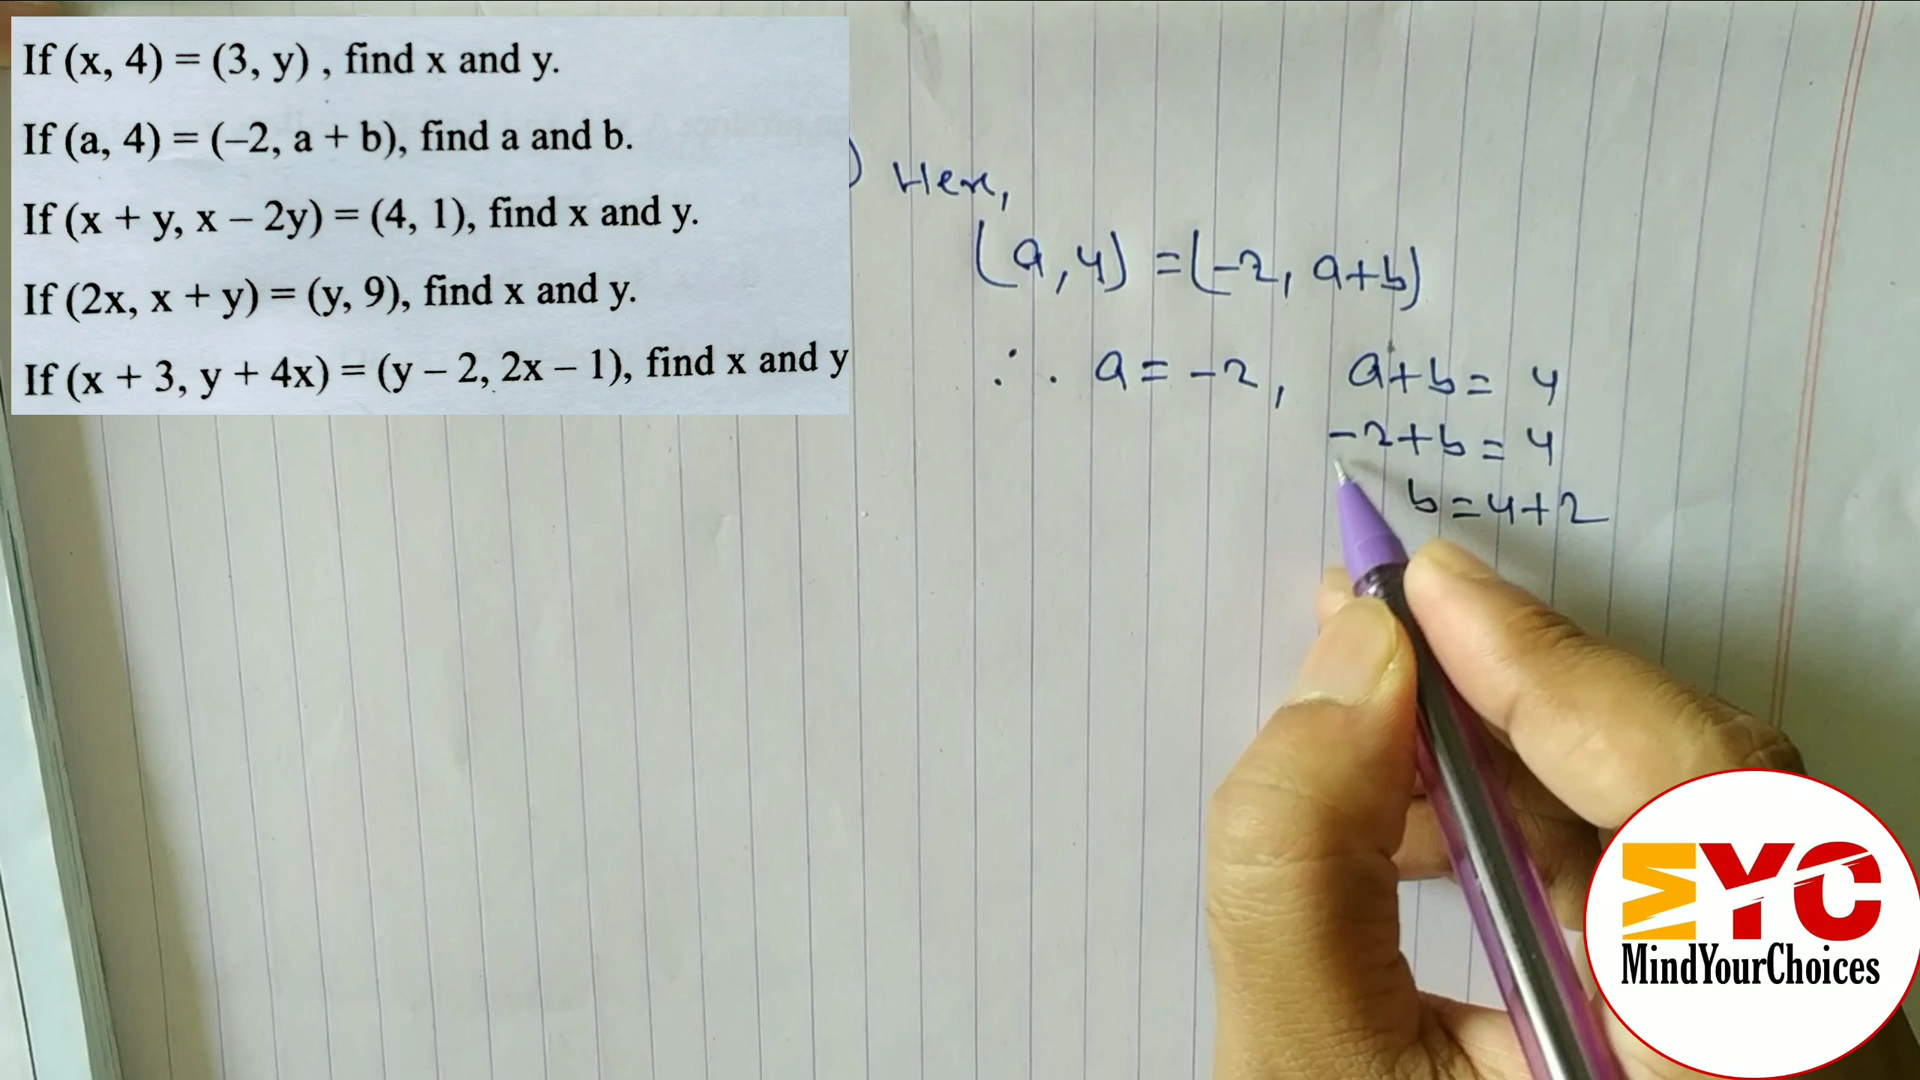 If (x, 4) = (3, y) , find x and y.
If (a, 4) = (–2, a + b), find a and b.
If (x + y, x – 2y) = (4, 1), find x and y.
If (2x, x + y) = (y, 9), find x and y.
If (x + 3, y + 4x) = (y – 2, 2x – 1), find x and y
) Here,
(a, 4) = (-2, a+b)
∴ a = -2, a+b = 4
-2+b = 4
b = 4+2
MYC
MindYourChoices